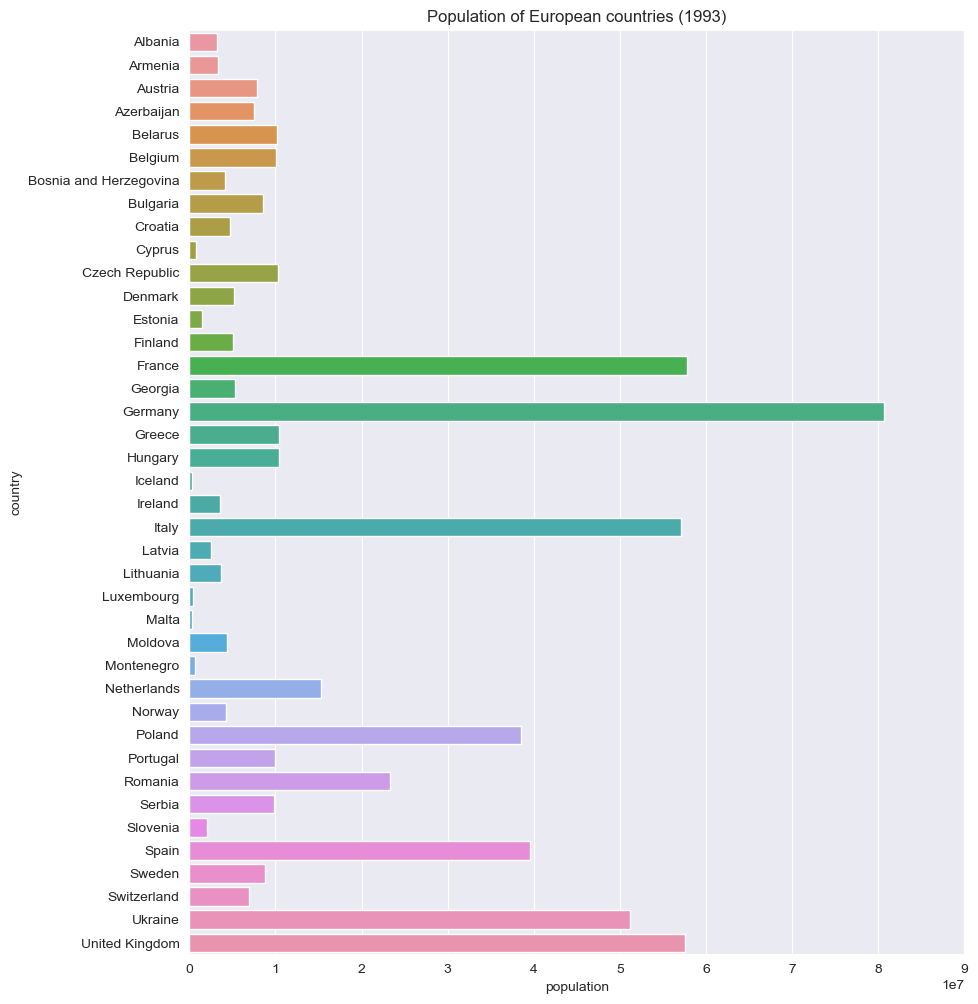 Population of European countries (1993)
Albania
Armenia
Austria
Azerbaijan
Belarus
Belgium
Bosnia and Herzegovina
Bulgaria
Croatia
Cyprus
Czech Republic
Denmark
Estonia
Finland
France
Georgia
Germany
Greece
Hungary
Iceland
Ireland
Italy
Latvia
Lithuania
Luxembourg
Malta
Moldova
Montenegro
Netherlands
Norway
Poland
Portugal
Romania
Serbia
Slovenia
Spain
Sweden
Switzerland
Ukraine
United Kingdom
country
0 1 2 3 4 5 6 7 8 9
1e7
population